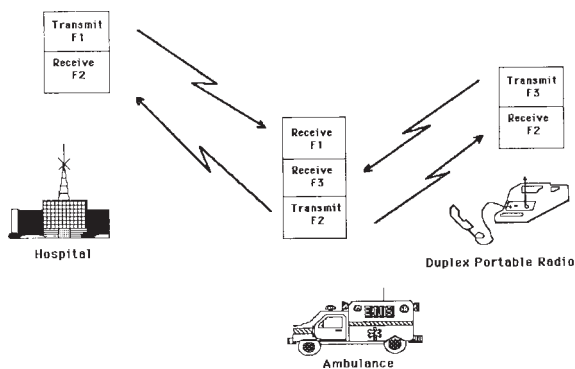 Transmit
F1
Receive
F2
Hospital
Receive
F1
Receive
F3
Transmit
F2
Transmit
F3
Receive
F2
Duplex Portable Radio
EMS
Ambulance